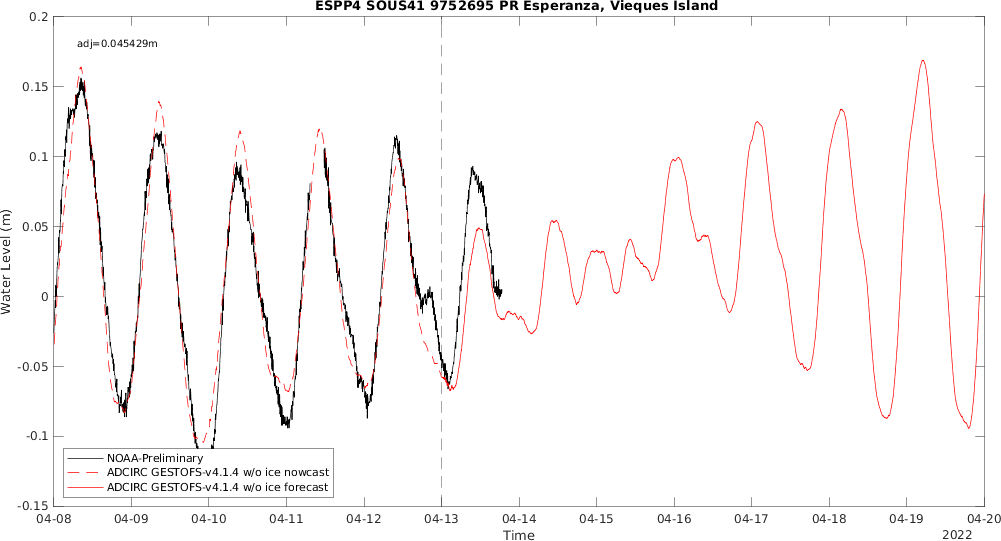 ESPP4 SOUS41 9752695 PR Esperanza, Vieques Island
adj=0.045429m
0.2
0.15
0.1
0.05
0
-0.05
-0.1
-0.15
Water Level (m)
NOAA-Preliminary
ADCIRC GESTOFS-v4.1.4 w/o ice nowcast
ADCIRC GESTOFS-v4.1.4 w/o ice forecast
04-08 04-09 04-10 04-11 04-12 04-13 04-14 04-15 04-16 04-17 04-18 04-19 04-20
Time
2022